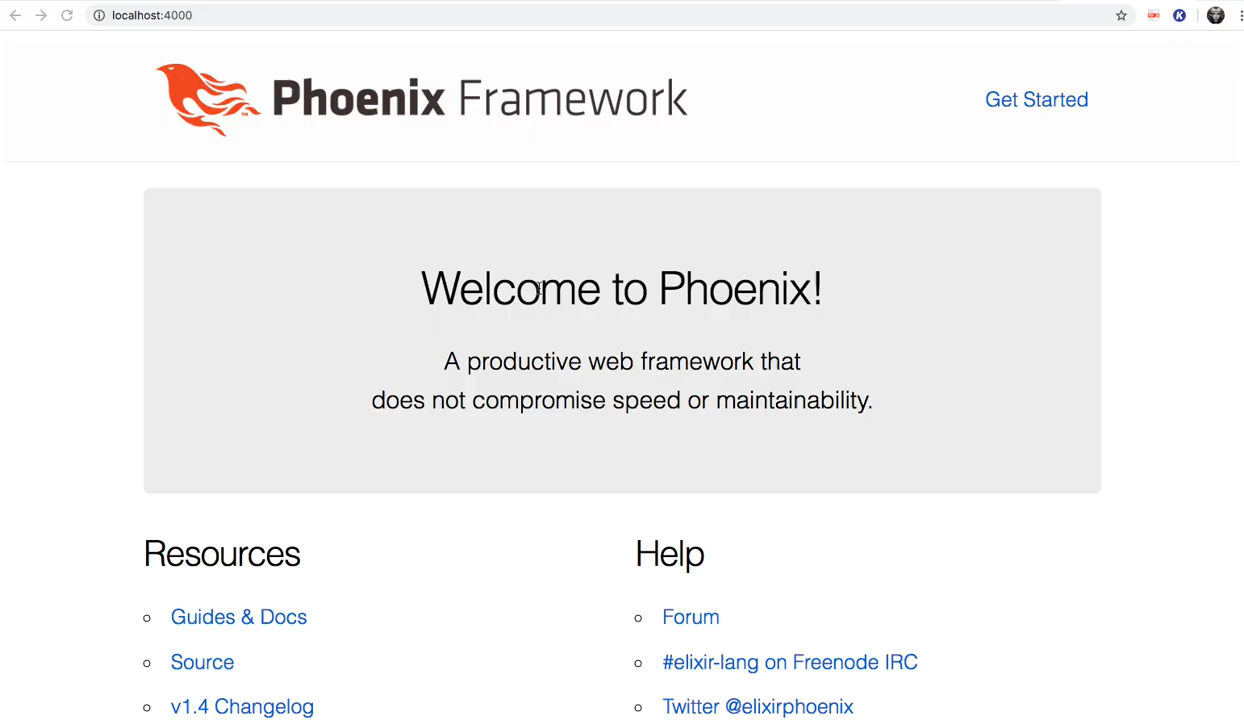 localhost:4000
Phoenix Framework
Get Started
Welcome to Phoenix!
A productive web framework that
does not compromise speed or maintainability.
Resources
Guides & Docs
Source
v1.4 Changelog
Help
Forum
#elixir-lang on Freenode IRC
Twitter @elixirphoenix